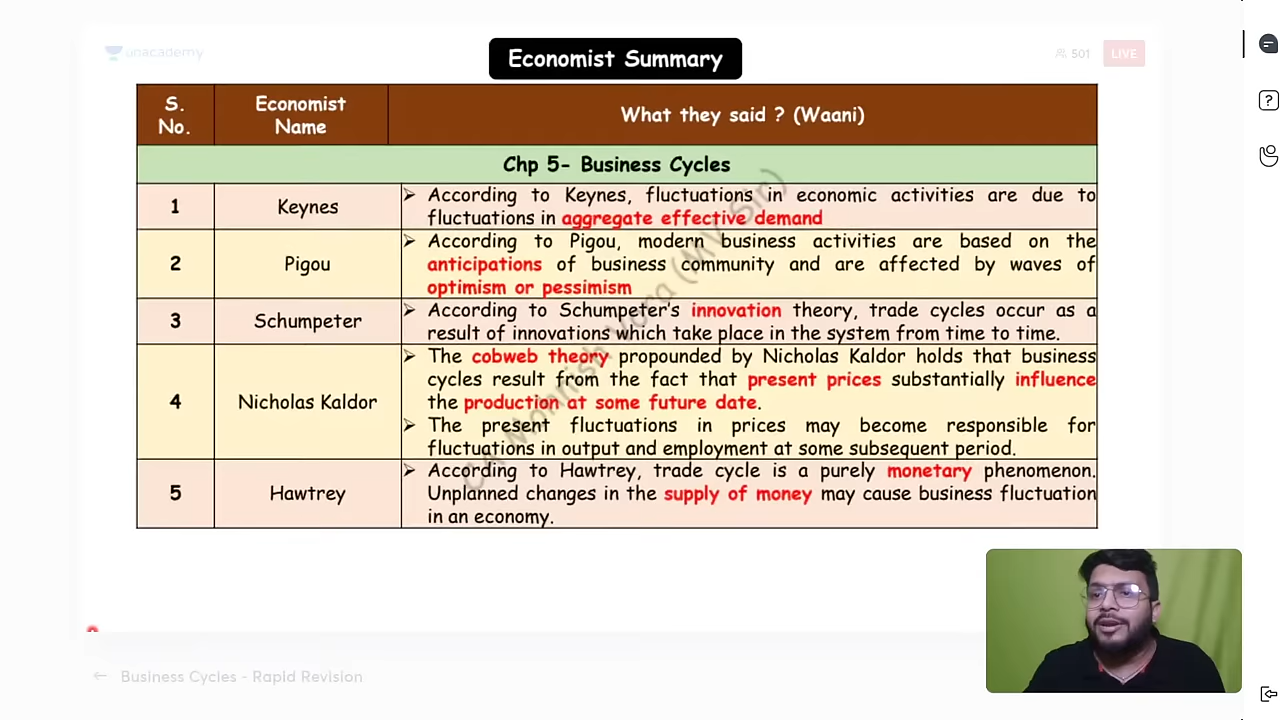 unacademy
501
LIVE
Economist Summary
S. No.
Economist Name
What they said ? (Waani)
Chp 5- Business Cycles
1
Keynes
➢ According to Keynes, fluctuations in economic activities are due to
fluctuations in aggregate effective demand
2
Pigou
➢ According to Pigou, modern business activities are based on the
anticipations of business community and are affected by waves of
optimism or pessimism
3
Schumpeter
➢ According to Schumpeter's innovation theory, trade cycles occur as a
result of innovations which take place in the system from time to time.
4
Nicholas Kaldor
➢ The cobweb theory propounded by Nicholas Kaldor holds that business
cycles result from the fact that present prices substantially influence
the production at some future date.
➢ The present fluctuations in prices may become responsible for
fluctuations in output and employment at some subsequent period.
5
Hawtrey
➢ According to Hawtrey, trade cycle is a purely monetary phenomenon.
Unplanned changes in the supply of money may cause business fluctuation
in an economy.
CA Mohnish Vora (MV Sir)
← Business Cycles - Rapid Revision